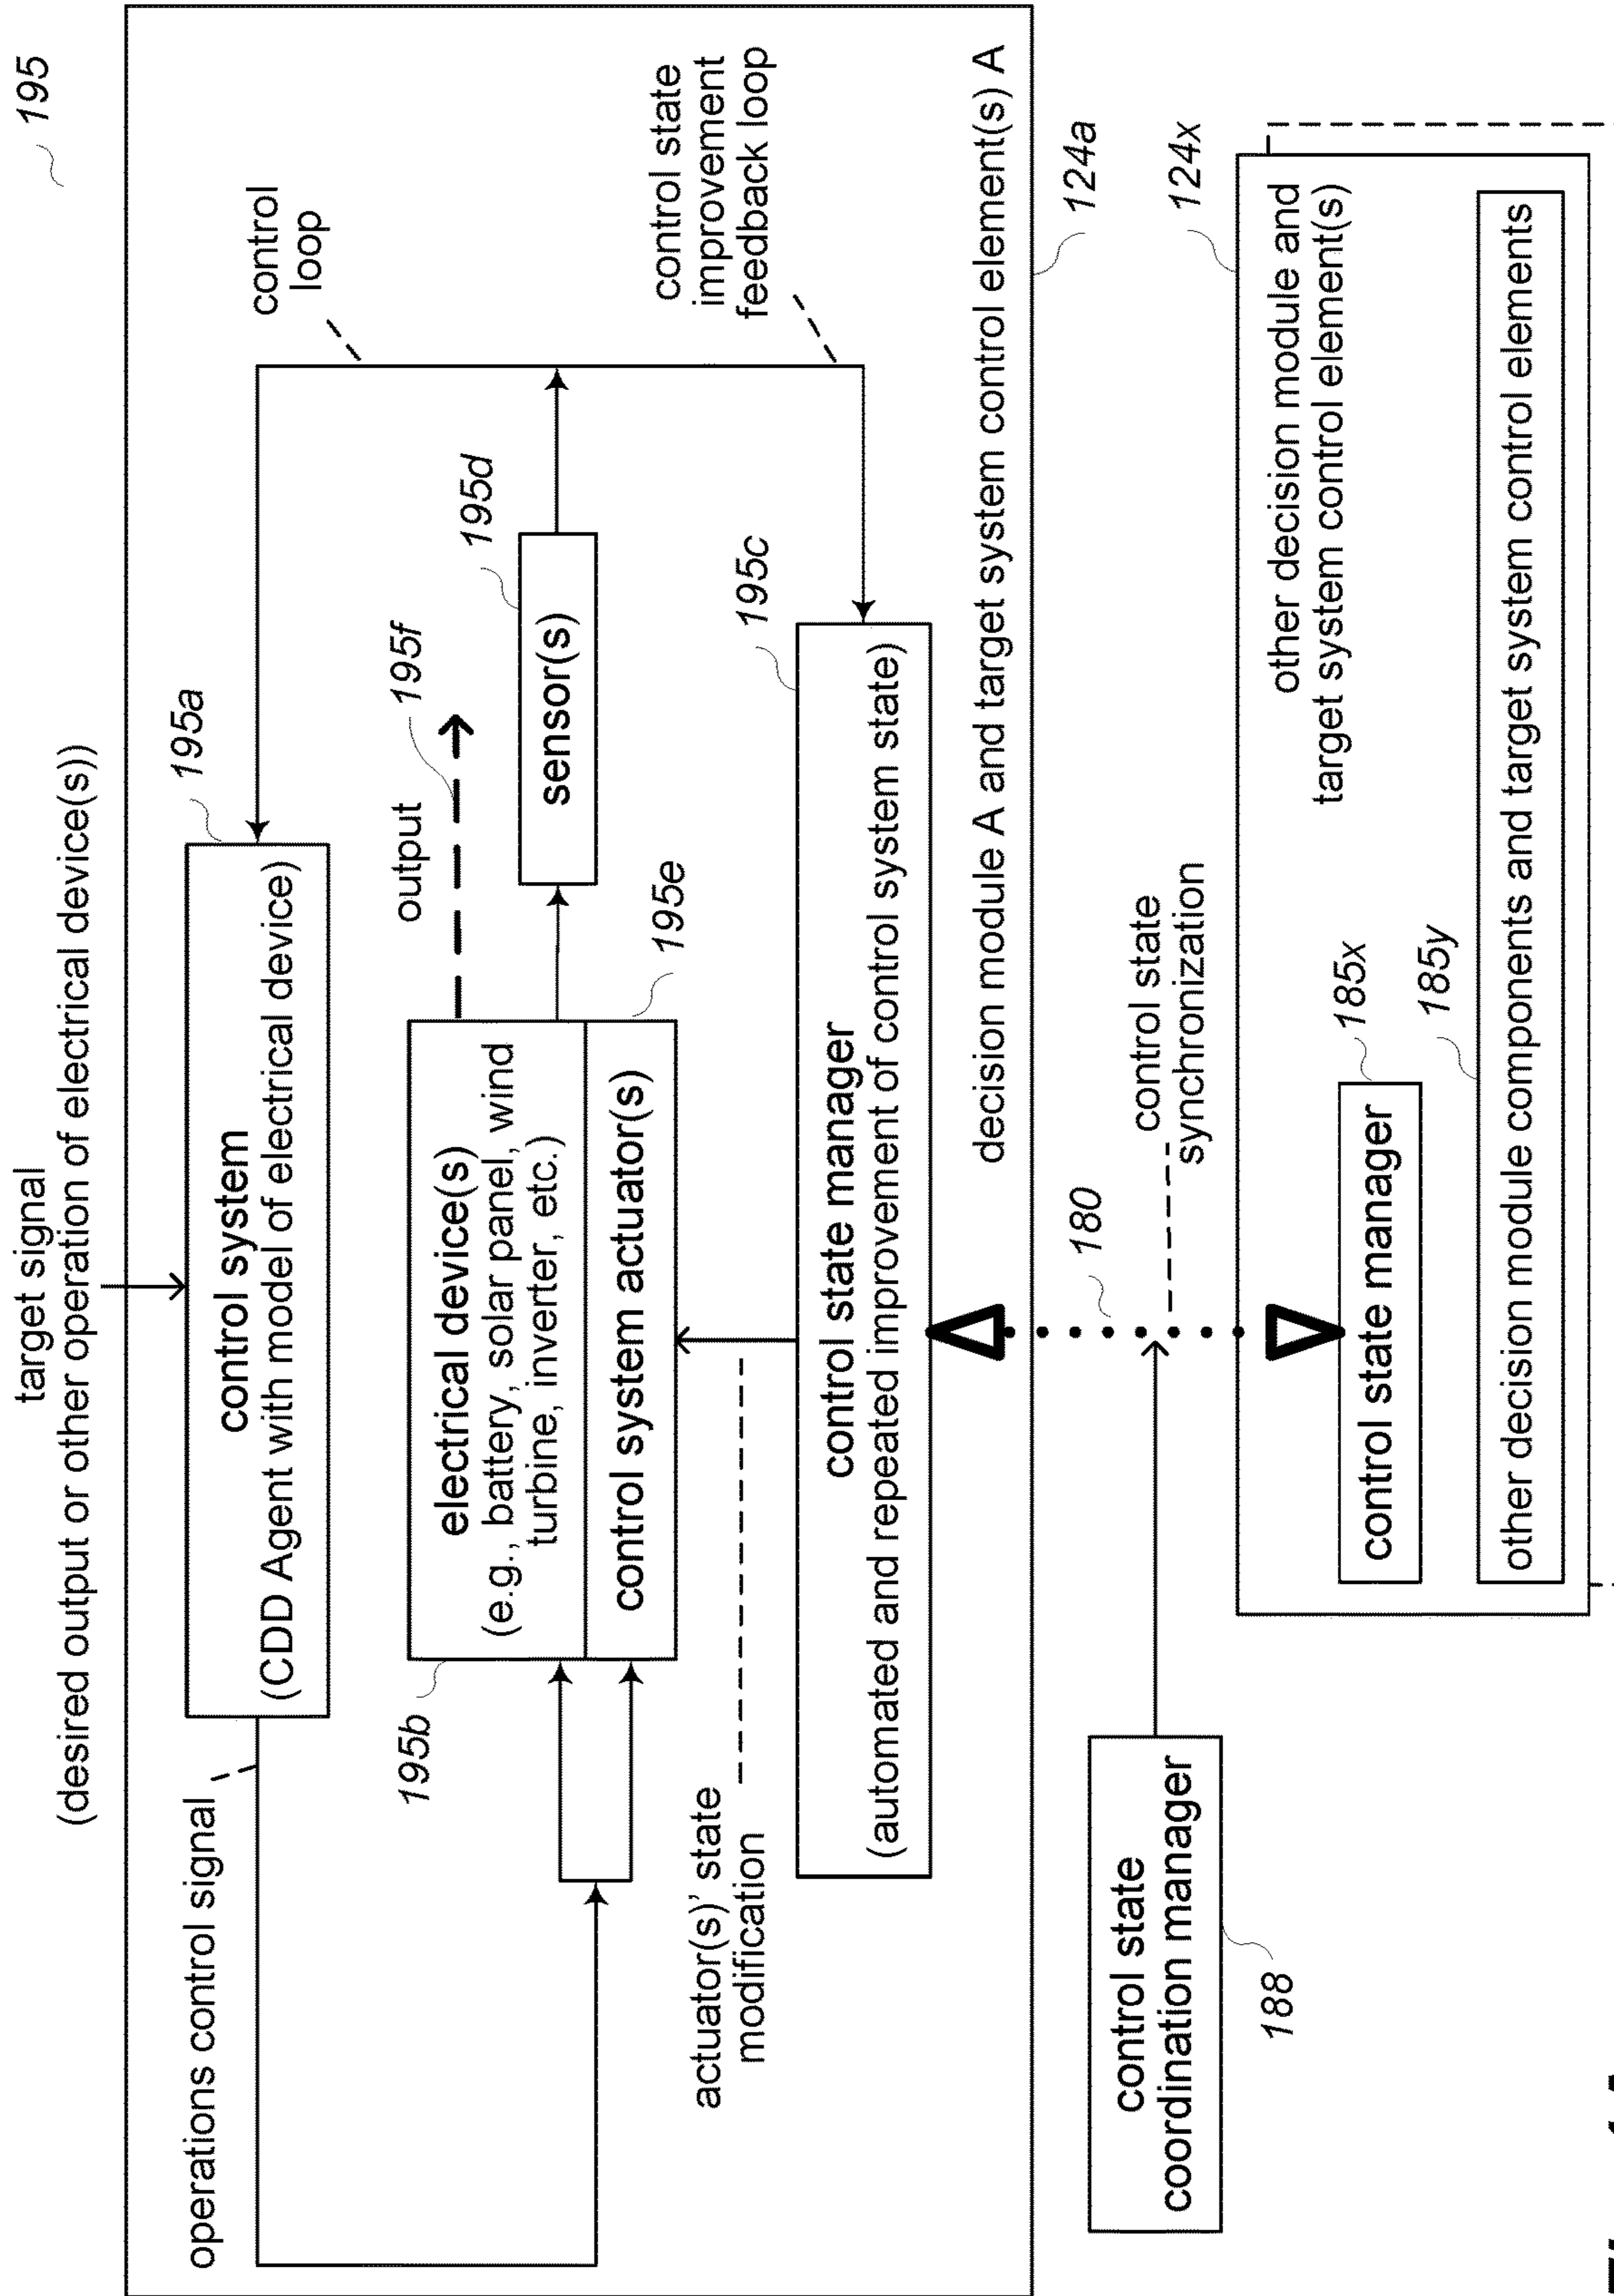 195
target signal
(desired output or other operation of electrical device(s))
operations control signal
control system
(CDD Agent with model of electrical device)
195a
control
loop
195b
electrical device(s)
(e.g., battery, solar panel, wind
turbine, inverter, etc.)
control system actuator(s)
195e
output
195f
sensor(s)
195d
actuator(s)' state
modification
control state manager
(automated and repeated improvement of control system state)
195c
control state
improvement
feedback loop
decision module A and target system control element(s) A
124a
180
control state
synchronization
control state
coordination manager
188
124x
other decision module and
target system control element(s)
control state manager
185x
185y
other decision module components and target system control elements